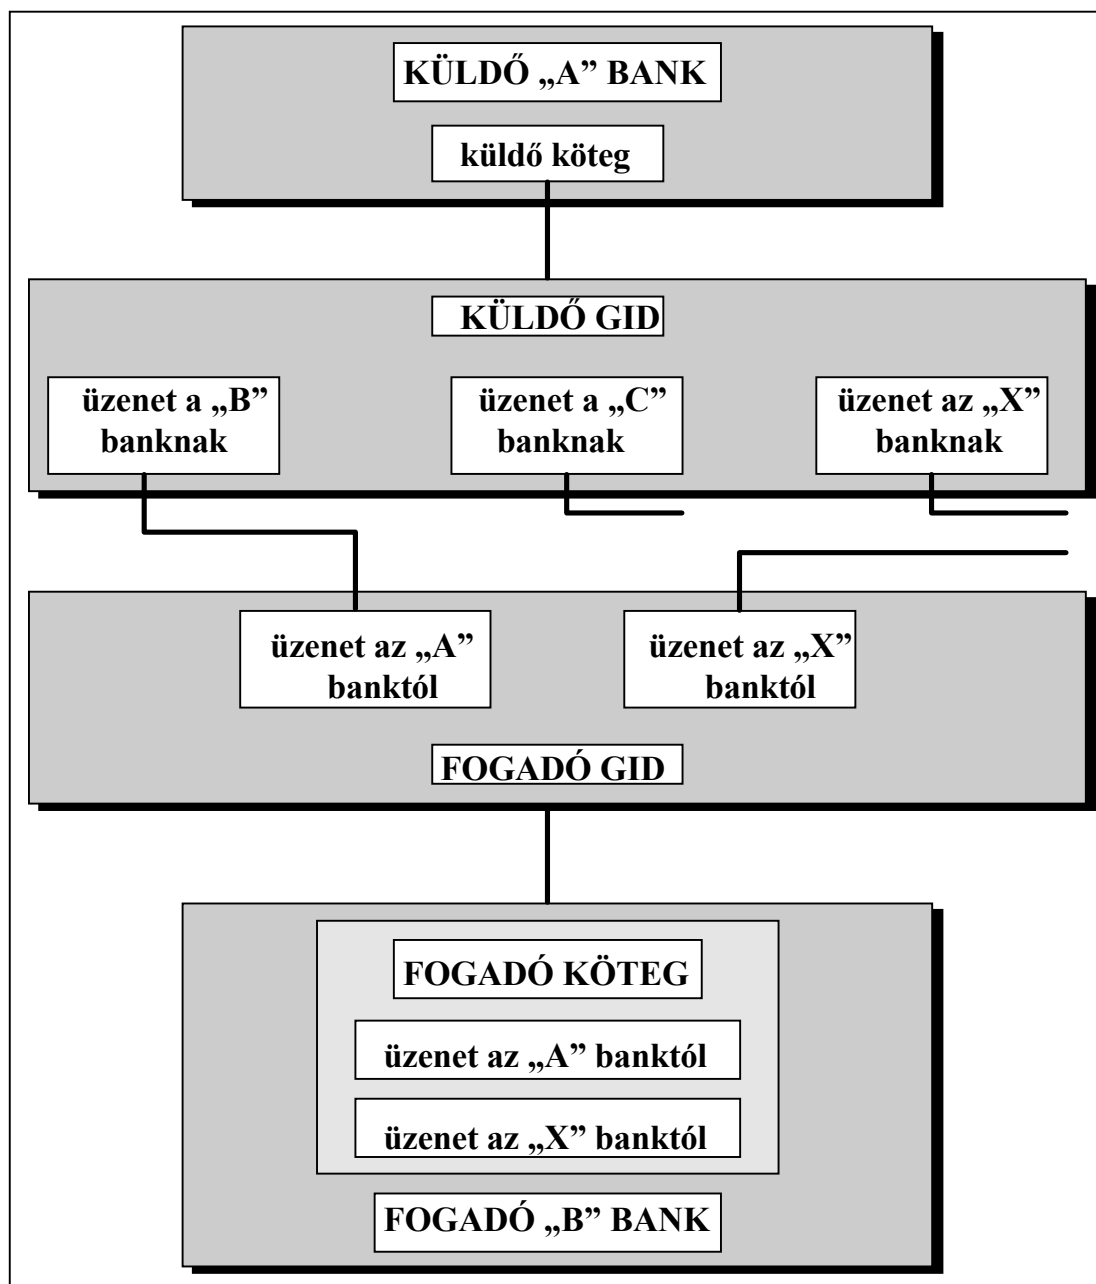 KÜLDŐ „A” BANK
küldő köteg
KÜLDŐ GID
üzenet a „B”
banknak
üzenet a „C”
banknak
üzenet az „X”
banknak
üzenet az „A”
banktól
üzenet az „X”
banktól
FOGADÓ GID
FOGADÓ KÖTEG
üzenet az „A” banktól
üzenet az „X” banktól
FOGADÓ „B” BANK